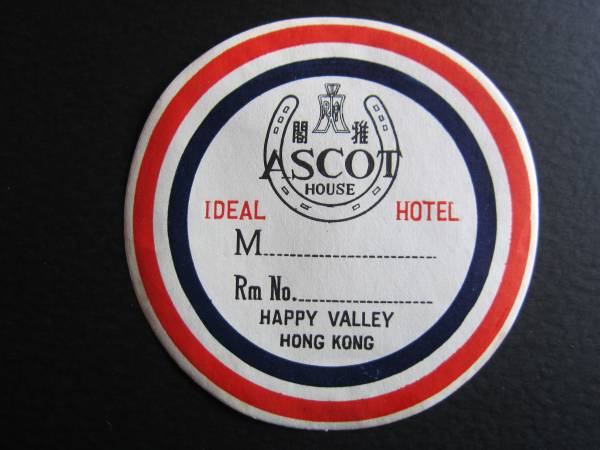 閣 雅
ASCOT
HOUSE
IDEAL HOTEL
M
Rm No.
HAPPY VALLEY
HONG KONG